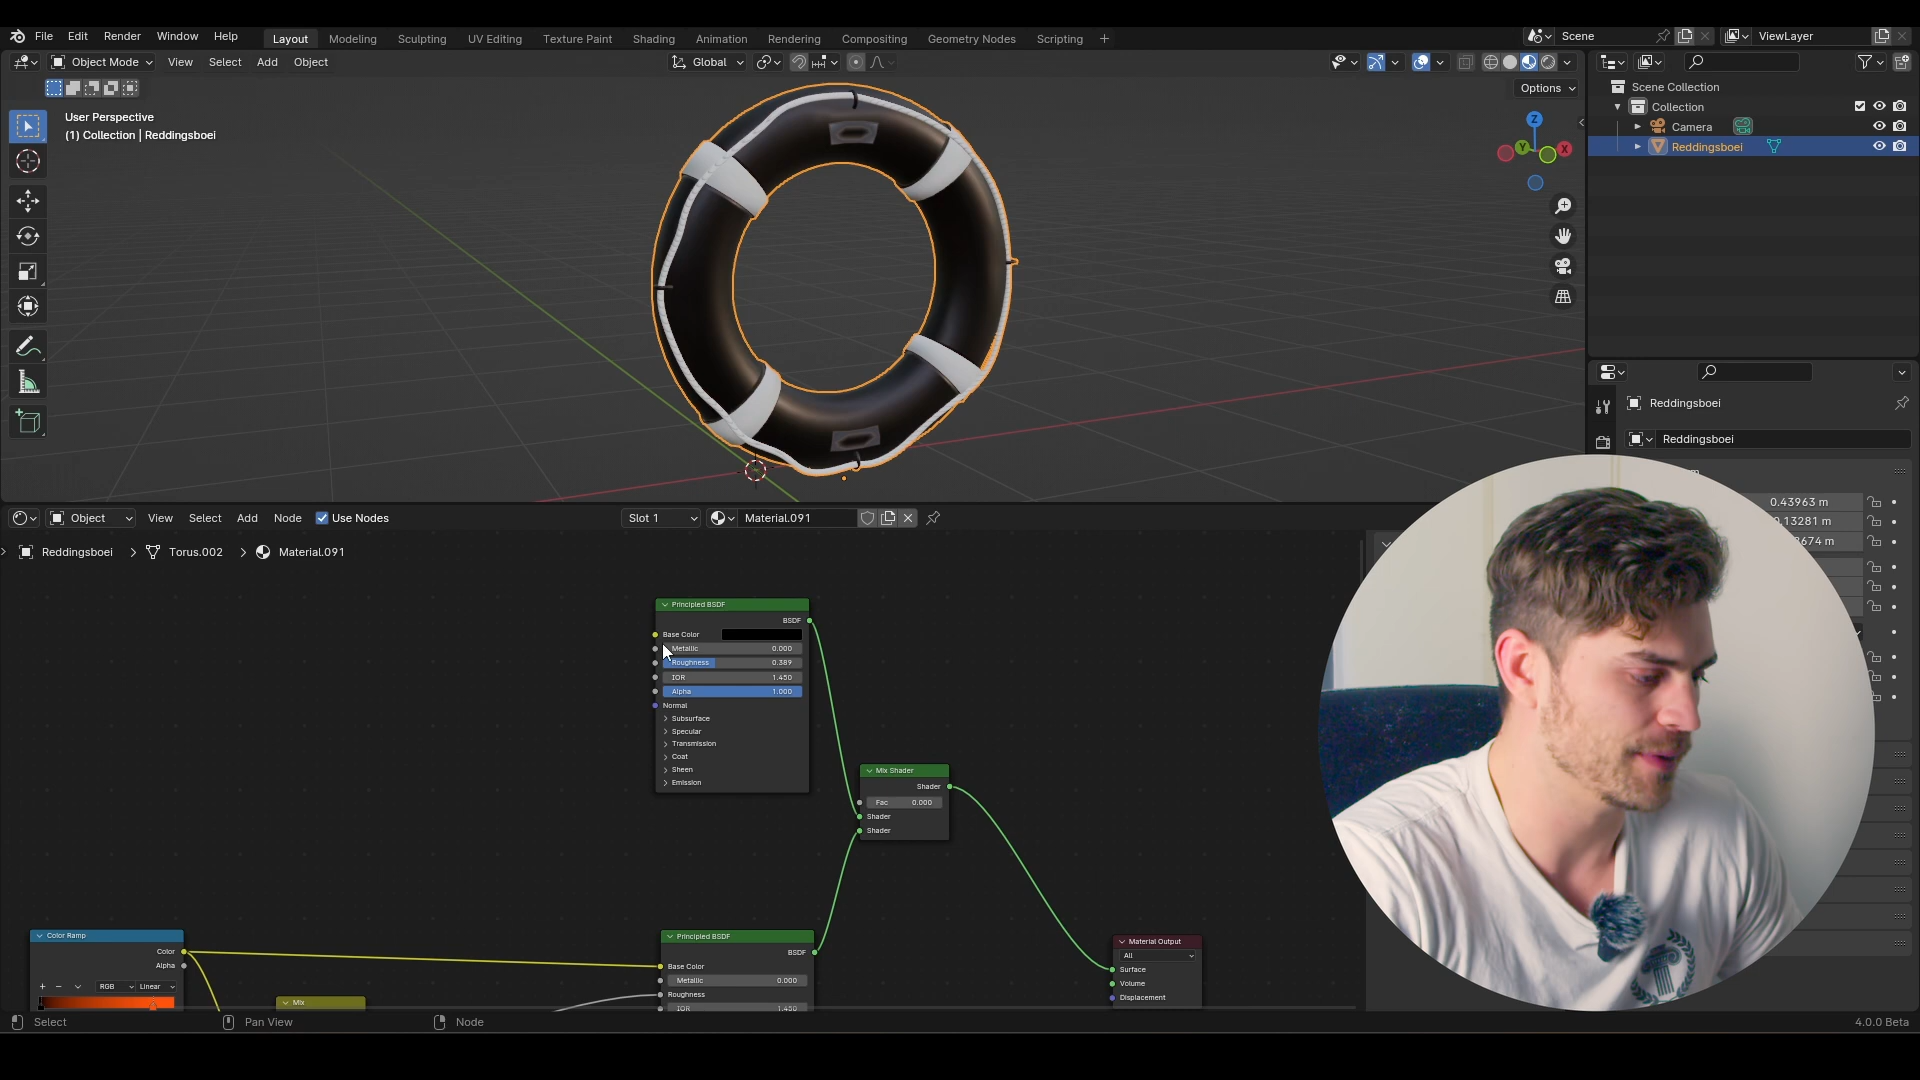 File Edit Render Window Help
Layout Modeling Sculpting UV Editing Texture Paint Shading Animation Rendering Compositing Geometry Nodes Scripting +
Scene
ViewLayer
Object Mode View Select Add Object
Global
Options
User Perspective
(1) Collection | Reddingsboei
Z
Y
X
Scene Collection
Collection
Camera
Reddingsboei
Reddingsboei
Reddingsboei
0.43963 m
.13281 m
3674 m
Object View Select Add Node Use Nodes
Slot 1
Material.091
Reddingsboei > Torus.002 > Material.091
Principled BSDF
BSDF
Base Color
Metallic 0.000
Roughness 0.389
IOR 1.450
Alpha 1.000
Normal
Subsurface
Specular
Transmission
Coat
Sheen
Emission
Mix Shader
Shader
Fac 0.000
Shader
Shader
Color Ramp
Color
Alpha
+ − RGB Linear
Mix
Principled BSDF
BSDF
Base Color
Metallic 0.000
Roughness
IOR 1.450
Material Output
All
Surface
Volume
Displacement
Select
Pan View
Node
4.0.0 Beta